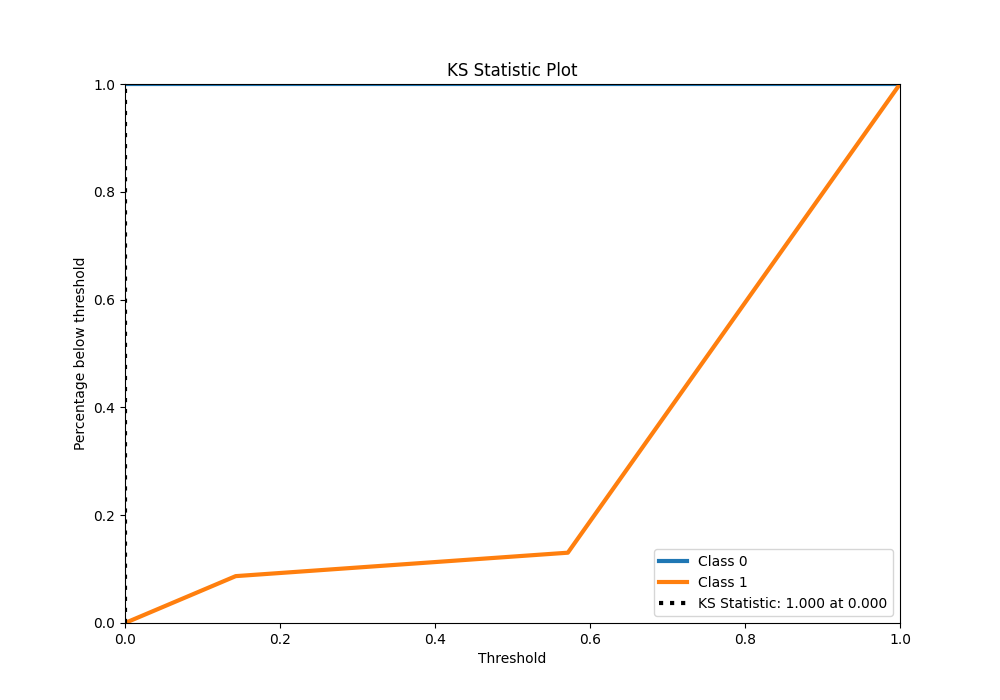 KS Statistic Plot
1.0
0.8
0.6
0.4
0.2
0.0
Percentage below threshold
0.0 0.2 0.4 0.6 0.8 1.0
Threshold
Class 0
Class 1
KS Statistic: 1.000 at 0.000